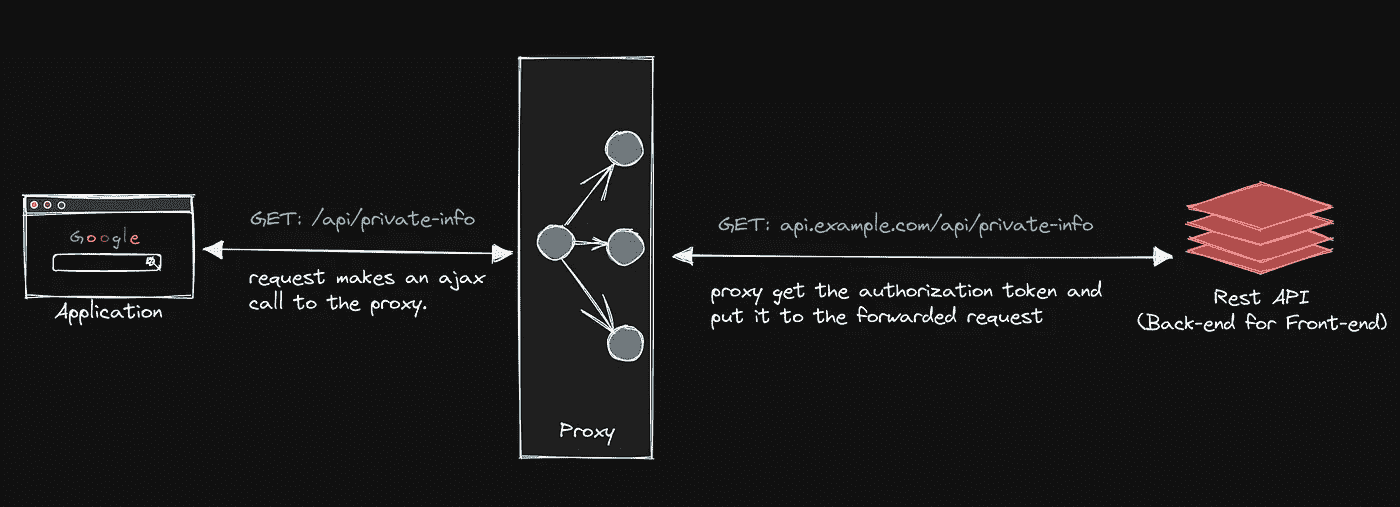 Google
Application
GET: /api/private-info
request makes an ajax
call to the proxy.
Proxy
GET: api.example.com/api/private-info
proxy get the authorization token and
put it to the forwarded request
Rest API
(Back-end for Front-end)